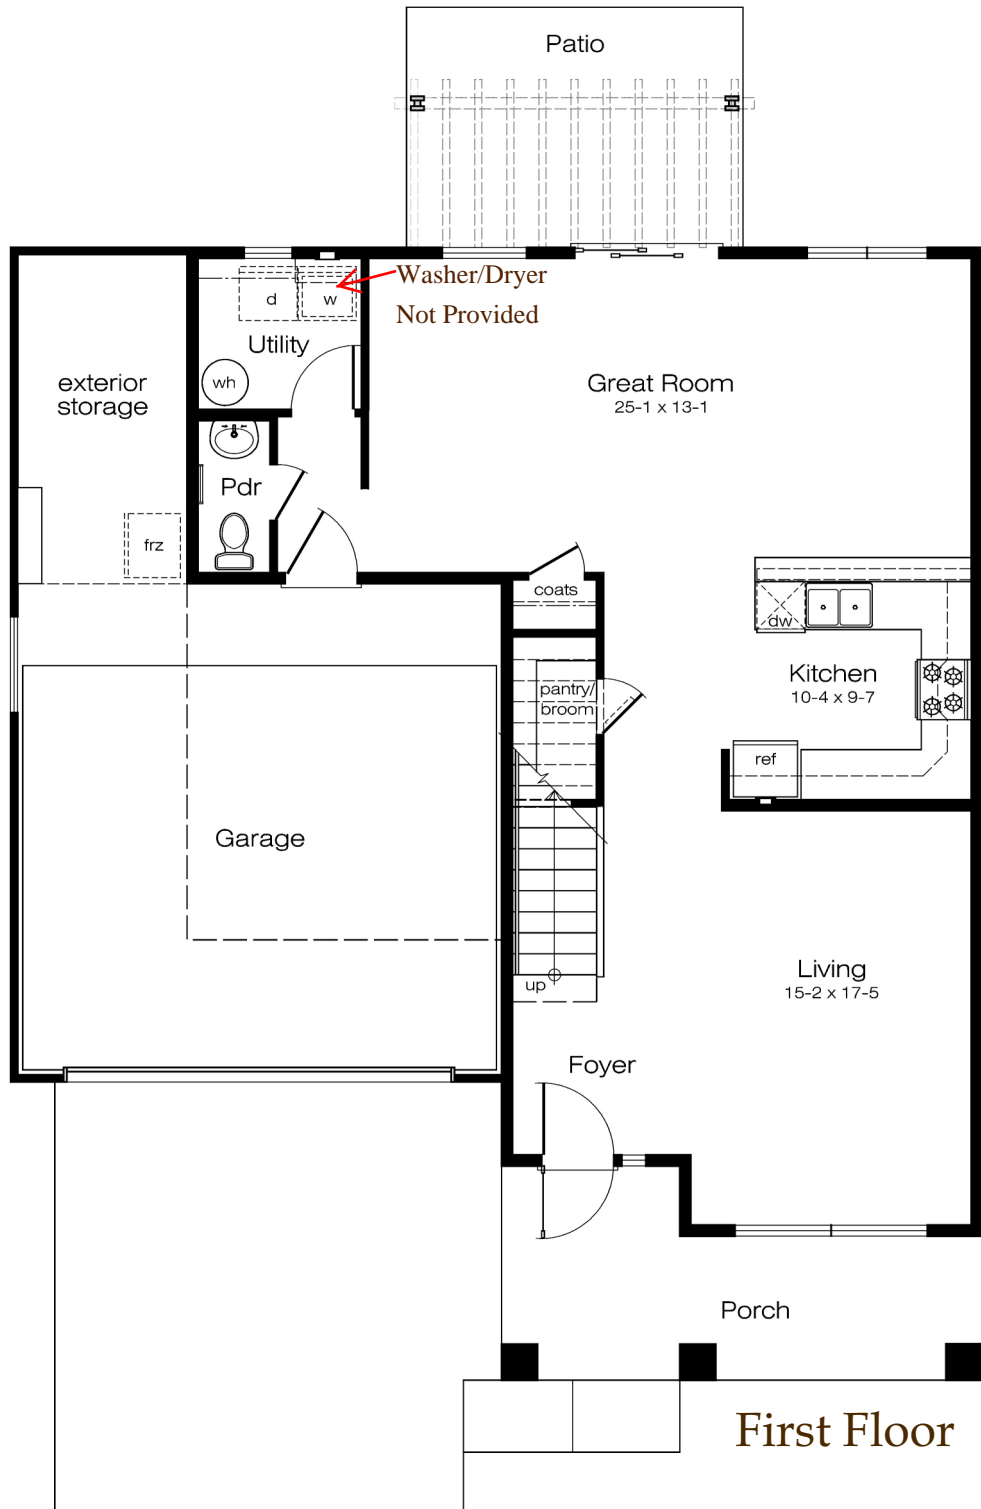 Patio
Washer/Dryer
Not Provided
d
w
Utility
wh
exterior
storage
Great Room
25-1 x 13-1
Pdr
frz
coats
dw
Kitchen
10-4 x 9-7
pantry/
broom
ref
Garage
Living
15-2 x 17-5
up
Foyer
Porch
First Floor